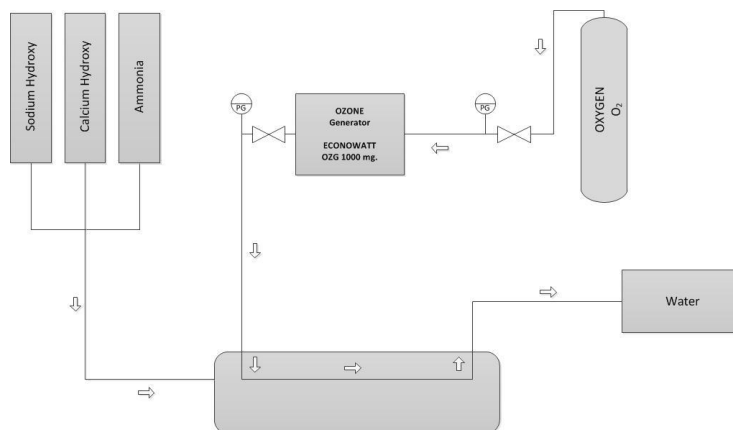 Sodium Hydroxy
Calcium Hydroxy
Ammonia
PG
OZONE
Generator
ECONOWATT
OZG 1000 mg.
PG
OXYGEN
O₂
Water